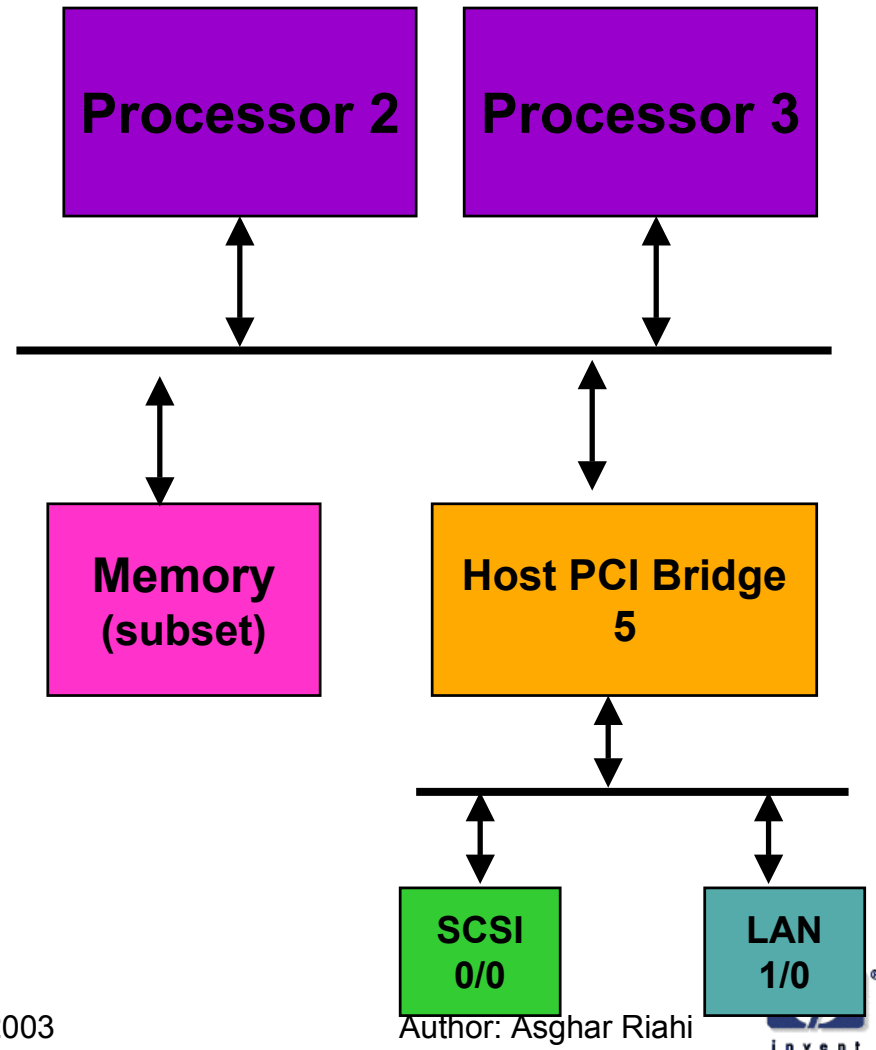 Processor 2
Processor 3
Memory
(subset)
Host PCI Bridge
5
SCSI
0/0
LAN
1/0
Author: Asghar Riahi
®
invent